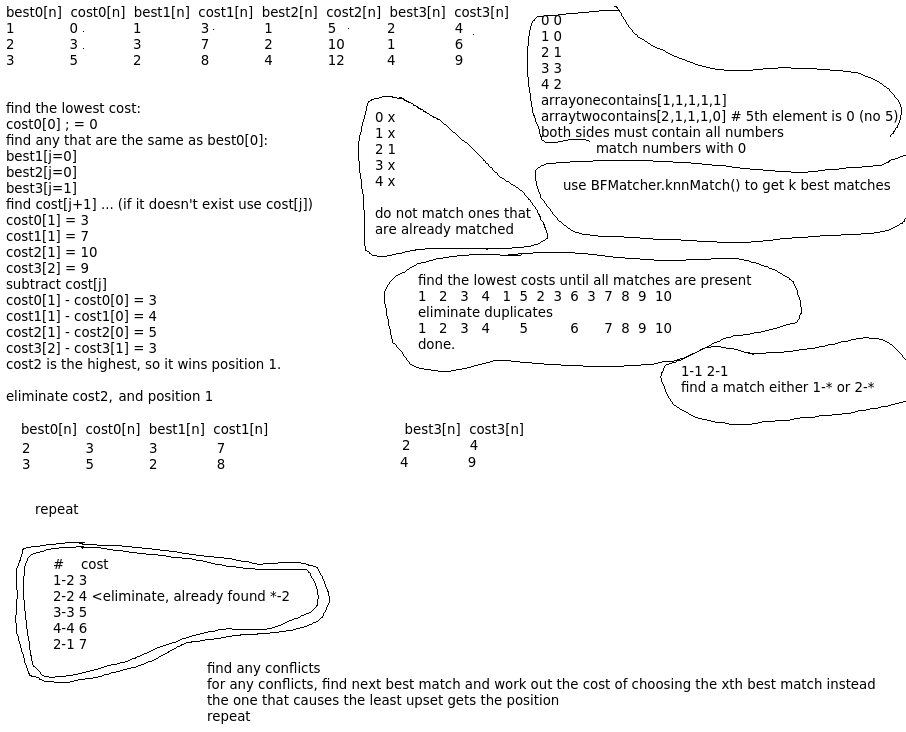 best0[n] cost0[n] best1[n] cost1[n] best2[n] cost2[n] best3[n] cost3[n]
1 0 1 3 1 5 2 4
2 3 3 7 2 10 1 6
3 5 2 8 4 12 4 9
find the lowest cost:
cost0[0] ; = 0
find any that are the same as best0[0]:
best1[j=0]
best2[j=0]
best3[j=1]
find cost[j+1] ... (if it doesn't exist use cost[j])
cost0[1] = 3
cost1[1] = 7
cost2[1] = 10
cost3[2] = 9
subtract cost[j]
cost0[1] - cost0[0] = 3
cost1[1] - cost1[0] = 4
cost2[1] - cost2[0] = 5
cost3[2] - cost3[1] = 3
cost2 is the highest, so it wins position 1.
eliminate cost2, and position 1
0 x
1 x
2 1
3 x
4 x
do not match ones that
are already matched
0 0
1 0
2 1
3 3
4 2
arrayonecontains[1,1,1,1,1]
arraytwocontains[2,1,1,1,0] # 5th element is 0 (no 5)
both sides must contain all numbers
match numbers with 0
use BFMatcher.knnMatch() to get k best matches
find the lowest costs until all matches are present
1 2 3 4 1 5 2 3 6 3 7 8 9 10
eliminate duplicates
1 2 3 4 5 6 7 8 9 10
done.
1-1 2-1
find a match either 1-* or 2-*
best0[n] cost0[n] best1[n] cost1[n] best3[n] cost3[n]
2 3 3 7 2 4
3 5 2 8 4 9
repeat
# cost
1-2 3
2-2 4 <eliminate, already found *-2
3-3 5
4-4 6
2-1 7
find any conflicts
for any conflicts, find next best match and work out the cost of choosing the xth best match instead
the one that causes the least upset gets the position
repeat